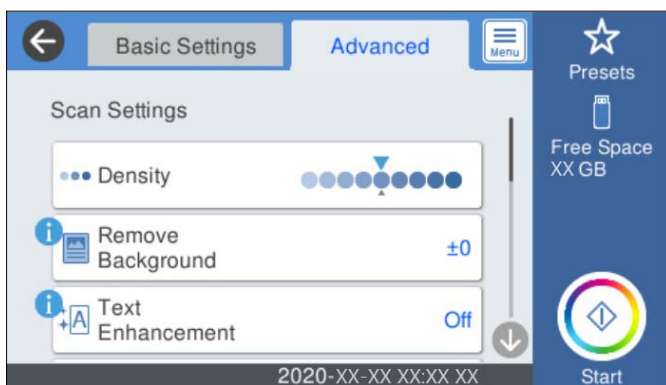 Basic Settings
Advanced
Menu
Presets
Free Space
XX GB
Scan Settings
Density
Remove
Background
±0
Text
Enhancement
Off
A
2020-XX-XX XX:XX XX
Start